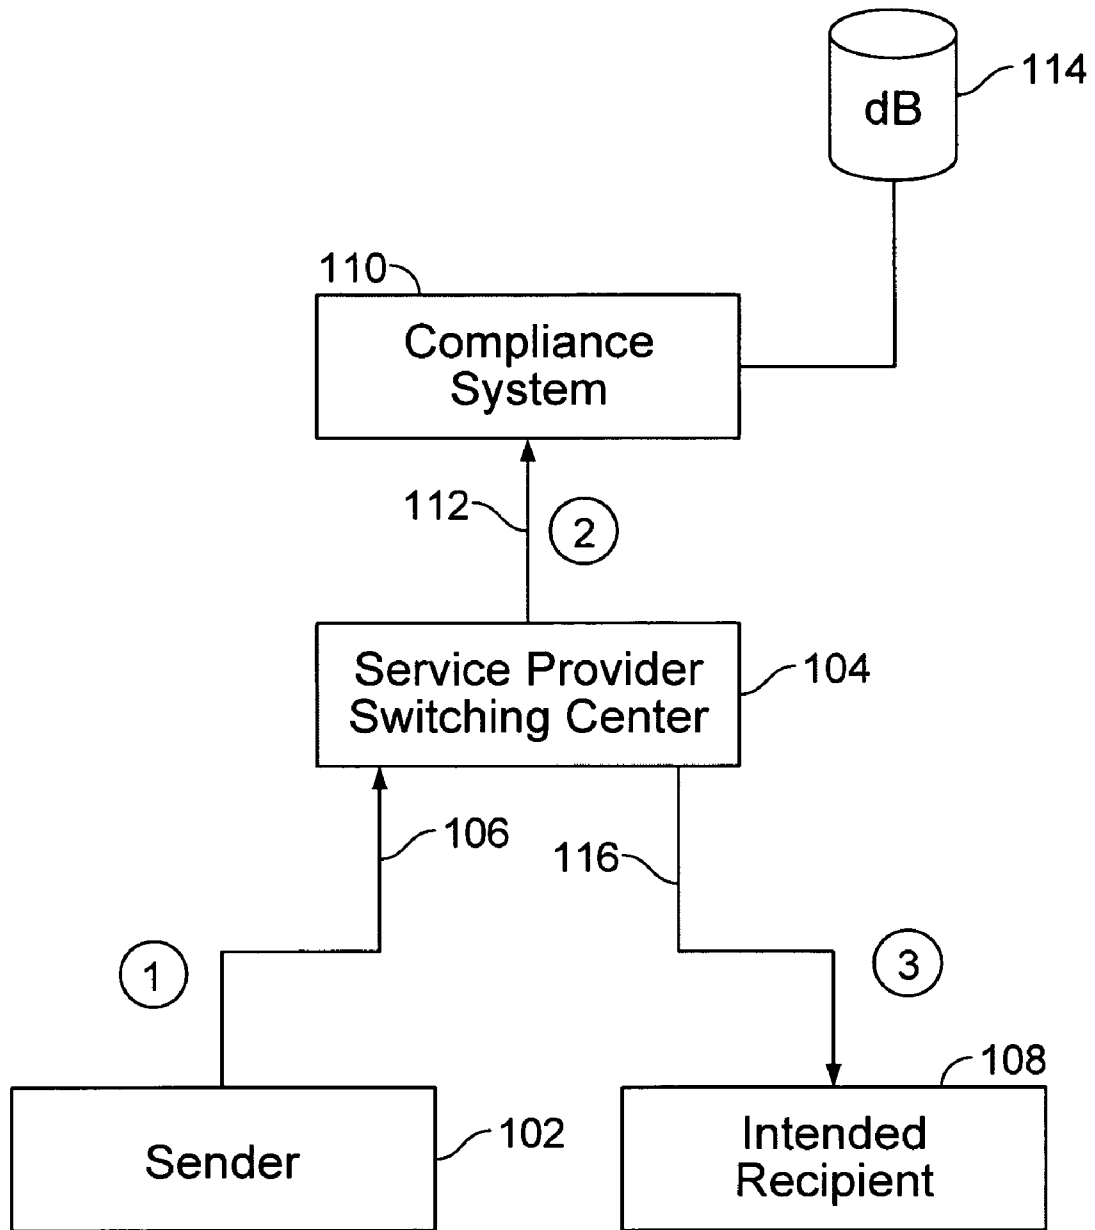 dB
114
110
Compliance
System
112
2
Service Provider
Switching Center
104
106
116
1
3
108
Sender
102
Intended
Recipient